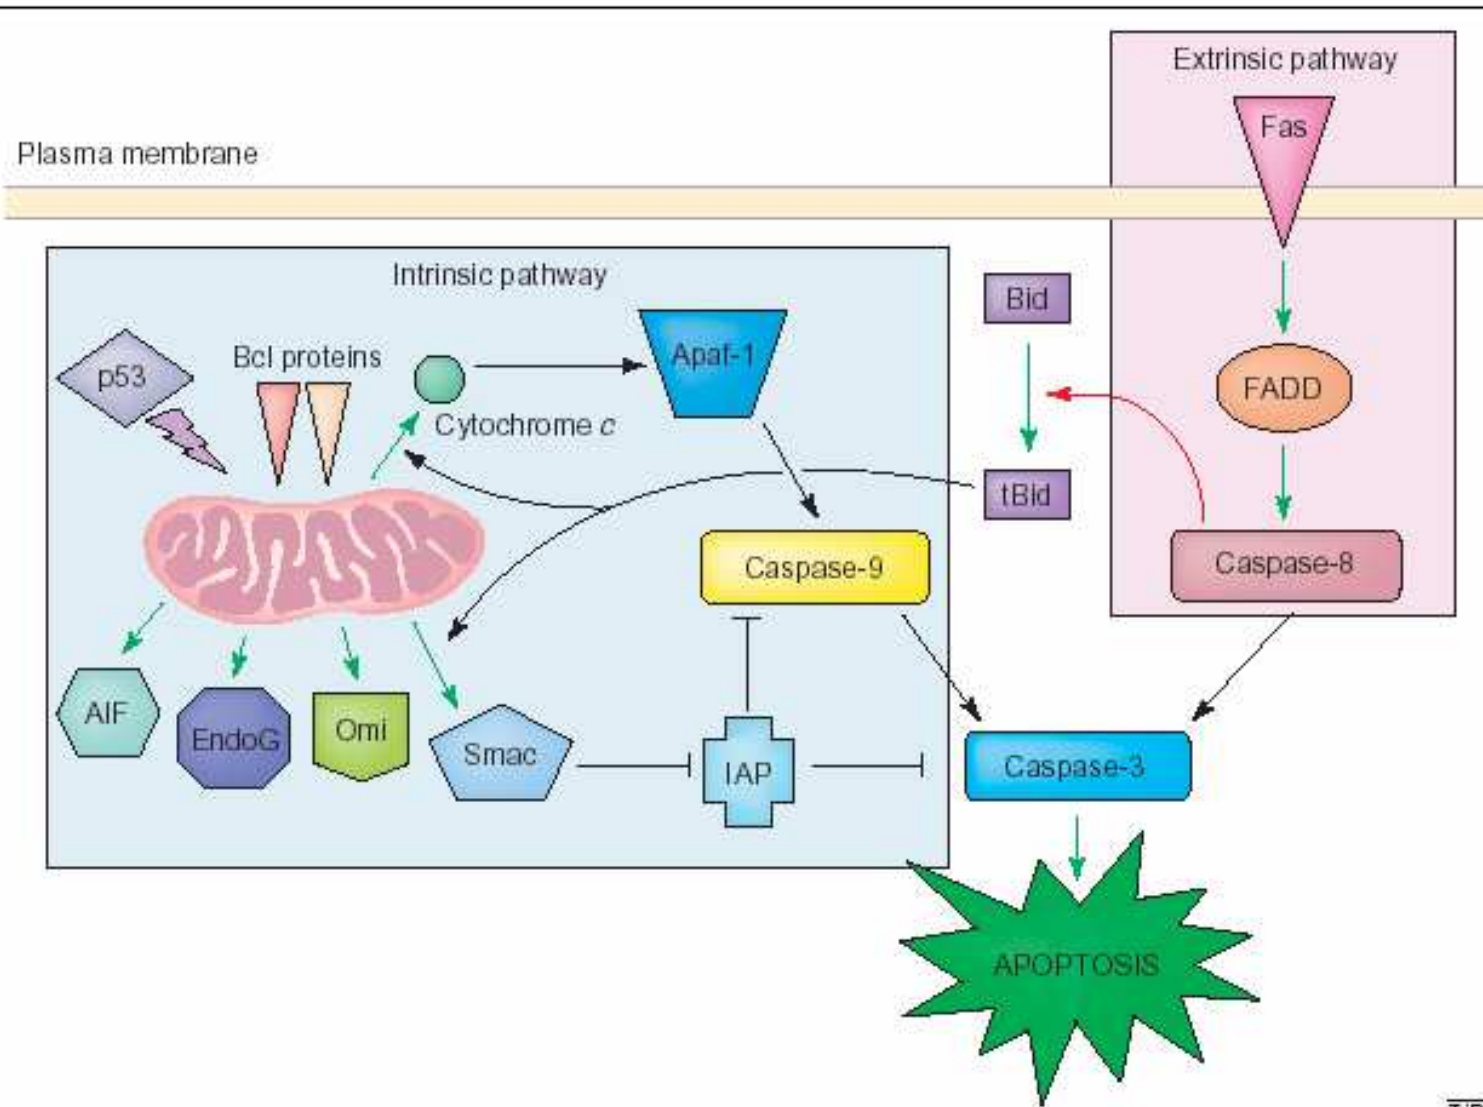 Extrinsic pathway
Fas
Plasma membrane
Intrinsic pathway
Bid
p53
Bcl proteins
Apaf-1
FADD
Cytochrome c
tBid
Caspase-9
Caspase-8
AIF
EndoG
Omi
Smac
IAP
Caspase-3
APOPTOSIS